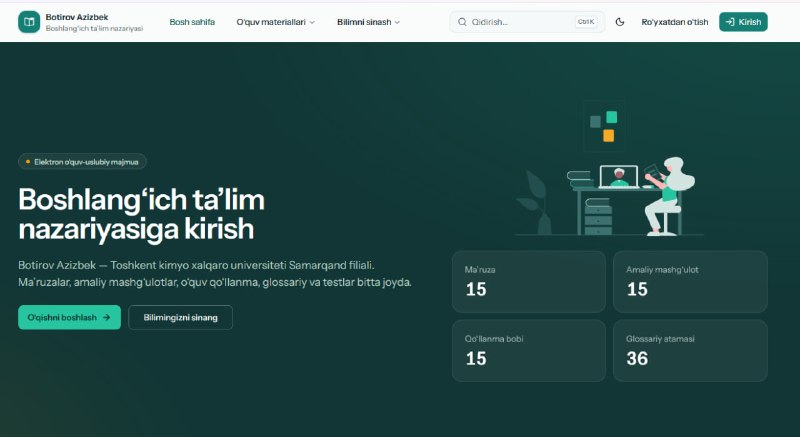 Botirov Azizbek
Boshlang'ich ta'lim nazariyasi
Bosh sahifa
O'quv materiallari
Bilimni sinash
Qidirish...
Ctrl K
Ro'yxatdan o'tish
Kirish
Elektron o'quv-uslubiy majmua
Boshlang‘ich ta’lim
nazariyasiga kirish
Botirov Azizbek — Toshkent kimyo xalqaro universiteti Samarqand filiali.
Ma'ruzalar, amaliy mashg'ulotlar, o'quv qo'llanma, glossariy va testlar bitta joyda.
O'qishni boshlash
Bilimingizni sinang
Ma'ruza
15
Amaliy mashg'ulot
15
Qo'llanma bobi
15
Glossariy atamasi
36